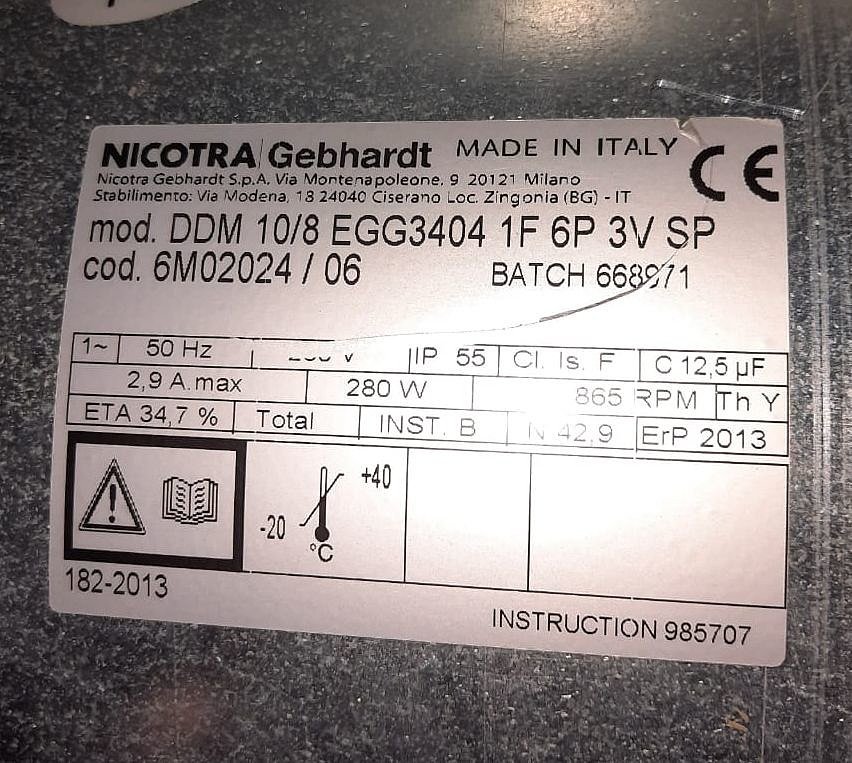 NICOTRA Gebhardt MADE IN ITALY CE
Nicotra Gebhardt S.p.A. Via Montenapoleone, 9 20121 Milano
Stabilimento: Via Modena, 18 24040 Ciserano Loc. Zingonia (BG) - IT
mod. DDM 10/8 EGG3404 1F 6P 3V SP
cod. 6M02024 / 06 BATCH 668971
1~ 50 Hz V IP 55 Cl. Is. F C 12,5 µF
2,9 A.max 280 W 865 RPM Th Y
ETA 34,7 % Total INST. B N 42,9 ErP 2013
+40
-20
°C
182-2013
INSTRUCTION 985707